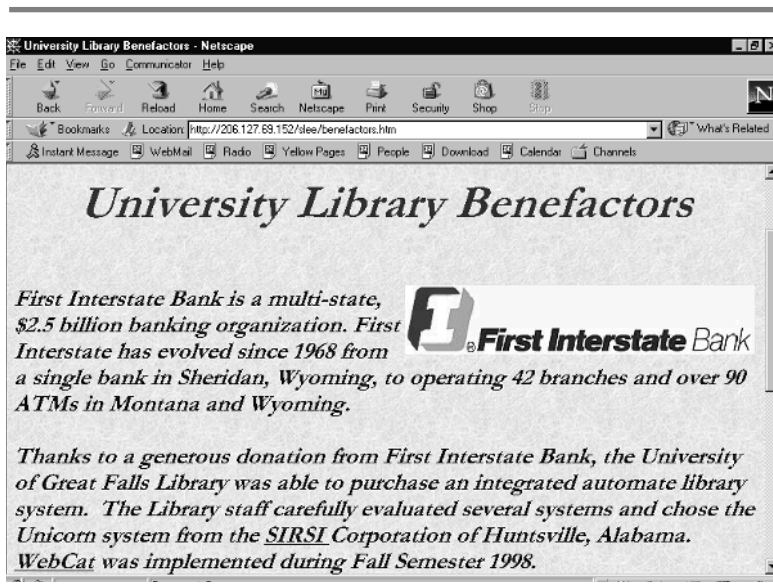 University Library Benefactors - Netscape
File Edit View Go Communicator Help
Back Forward Reload Home Search Netscape Print Security Shop Stop
Bookmarks Location: http://206.127.69.152/slee/benefactors.htm What's Related
Instant Message WebMail Radio Yellow Pages People Download Calendar Channels
University Library Benefactors
First Interstate Bank is a multi-state,
$2.5 billion banking organization. First
Interstate has evolved since 1968 from
® First Interstate Bank
a single bank in Sheridan, Wyoming, to operating 42 branches and over 90
ATMs in Montana and Wyoming.
Thanks to a generous donation from First Interstate Bank, the University
of Great Falls Library was able to purchase an integrated automate library
system. The Library staff carefully evaluated several systems and chose the
Unicorn system from the SIRSI Corporation of Huntsville, Alabama.
WebCat was implemented during Fall Semester 1998.